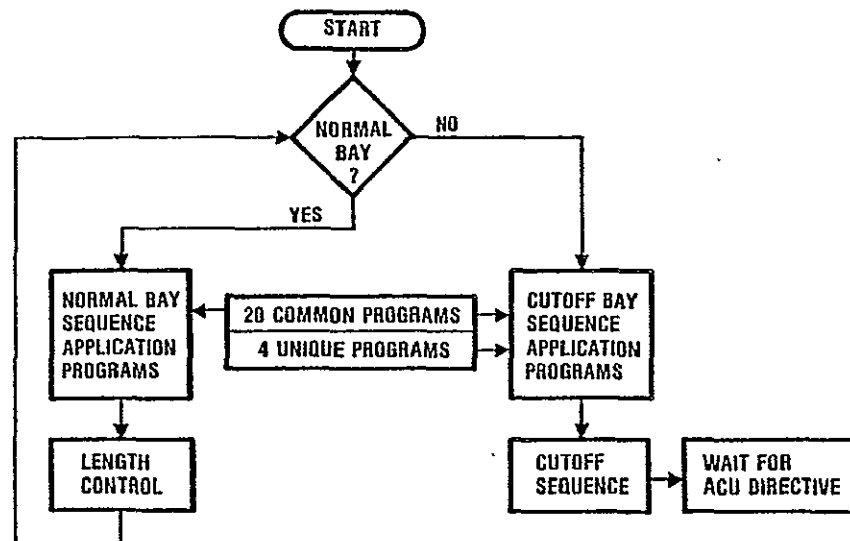 START
NORMAL
BAY
?
NO
YES
NORMAL BAY
SEQUENCE
APPLICATION
PROGRAMS
20 COMMON PROGRAMS
4 UNIQUE PROGRAMS
CUTOFF BAY
SEQUENCE
APPLICATION
PROGRAMS
LENGTH
CONTROL
CUTOFF
SEQUENCE
WAIT FOR
ACU DIRECTIVE